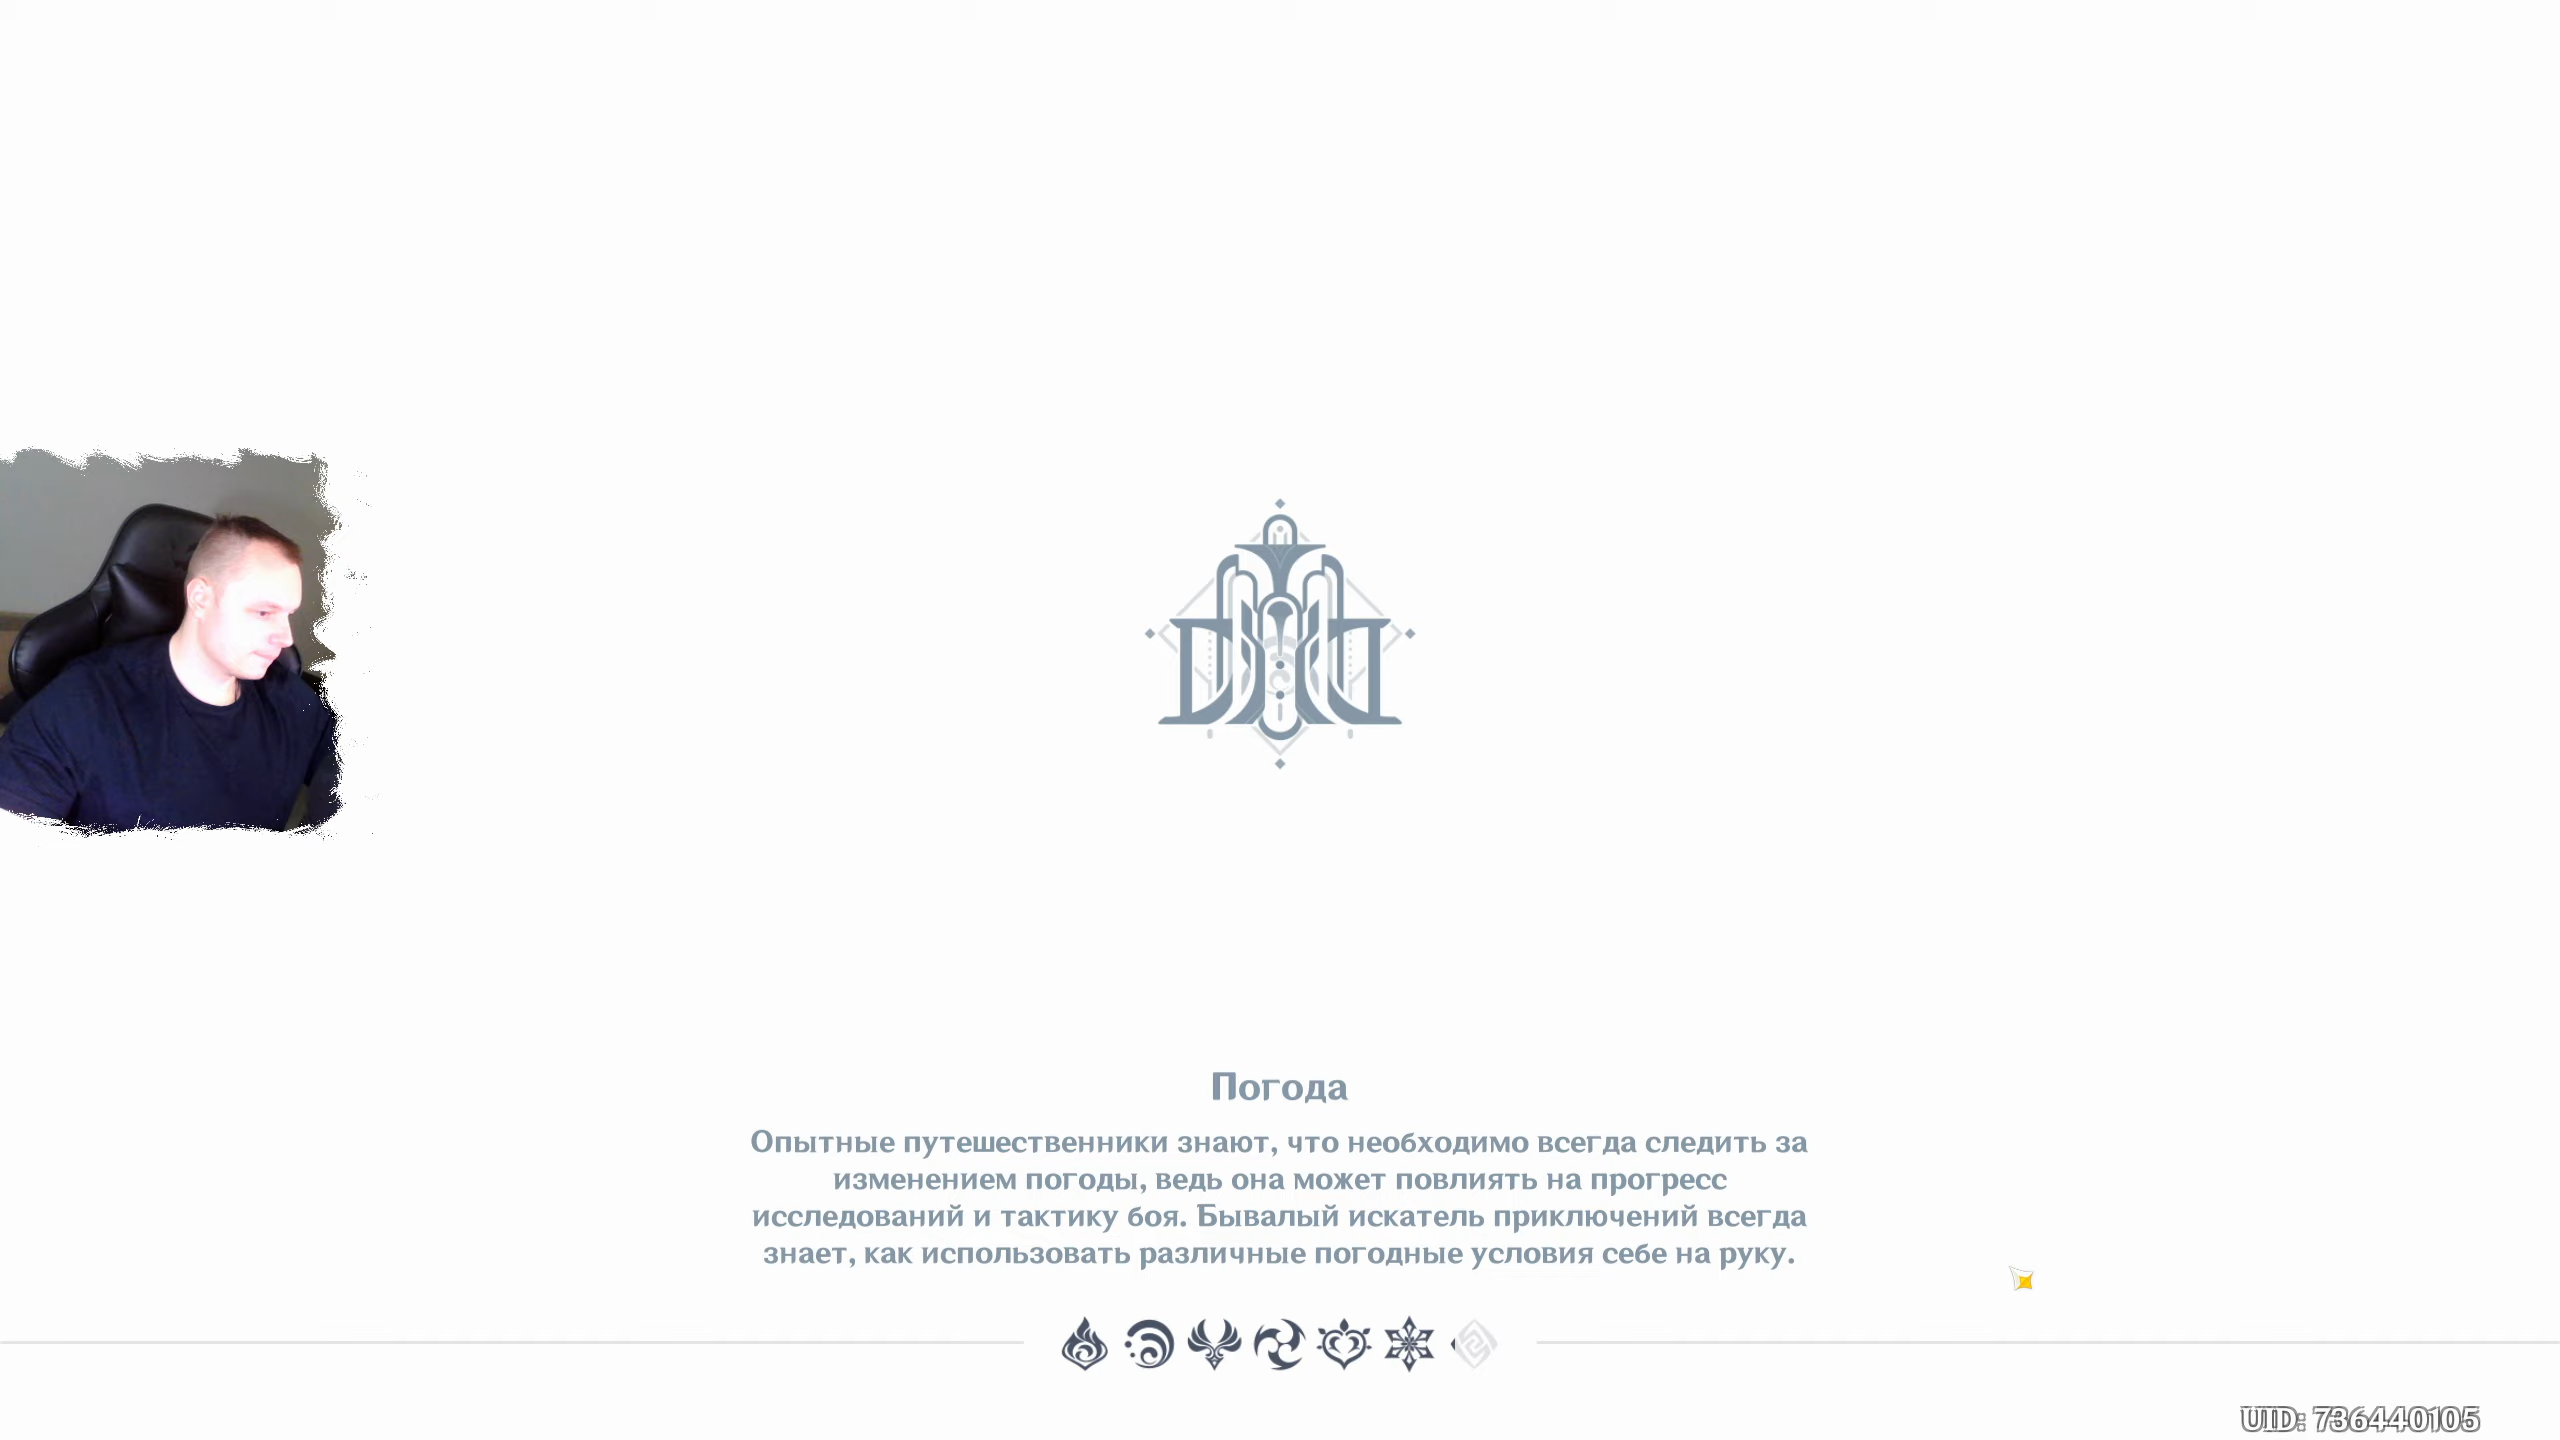 Погода
Опытные путешественники знают, что необходимо всегда следить за
изменением погоды, ведь она может повлиять на прогресс
исследований и тактику боя. Бывалый искатель приключений всегда
знает, как использовать различные погодные условия себе на руку.
UID: 736440105